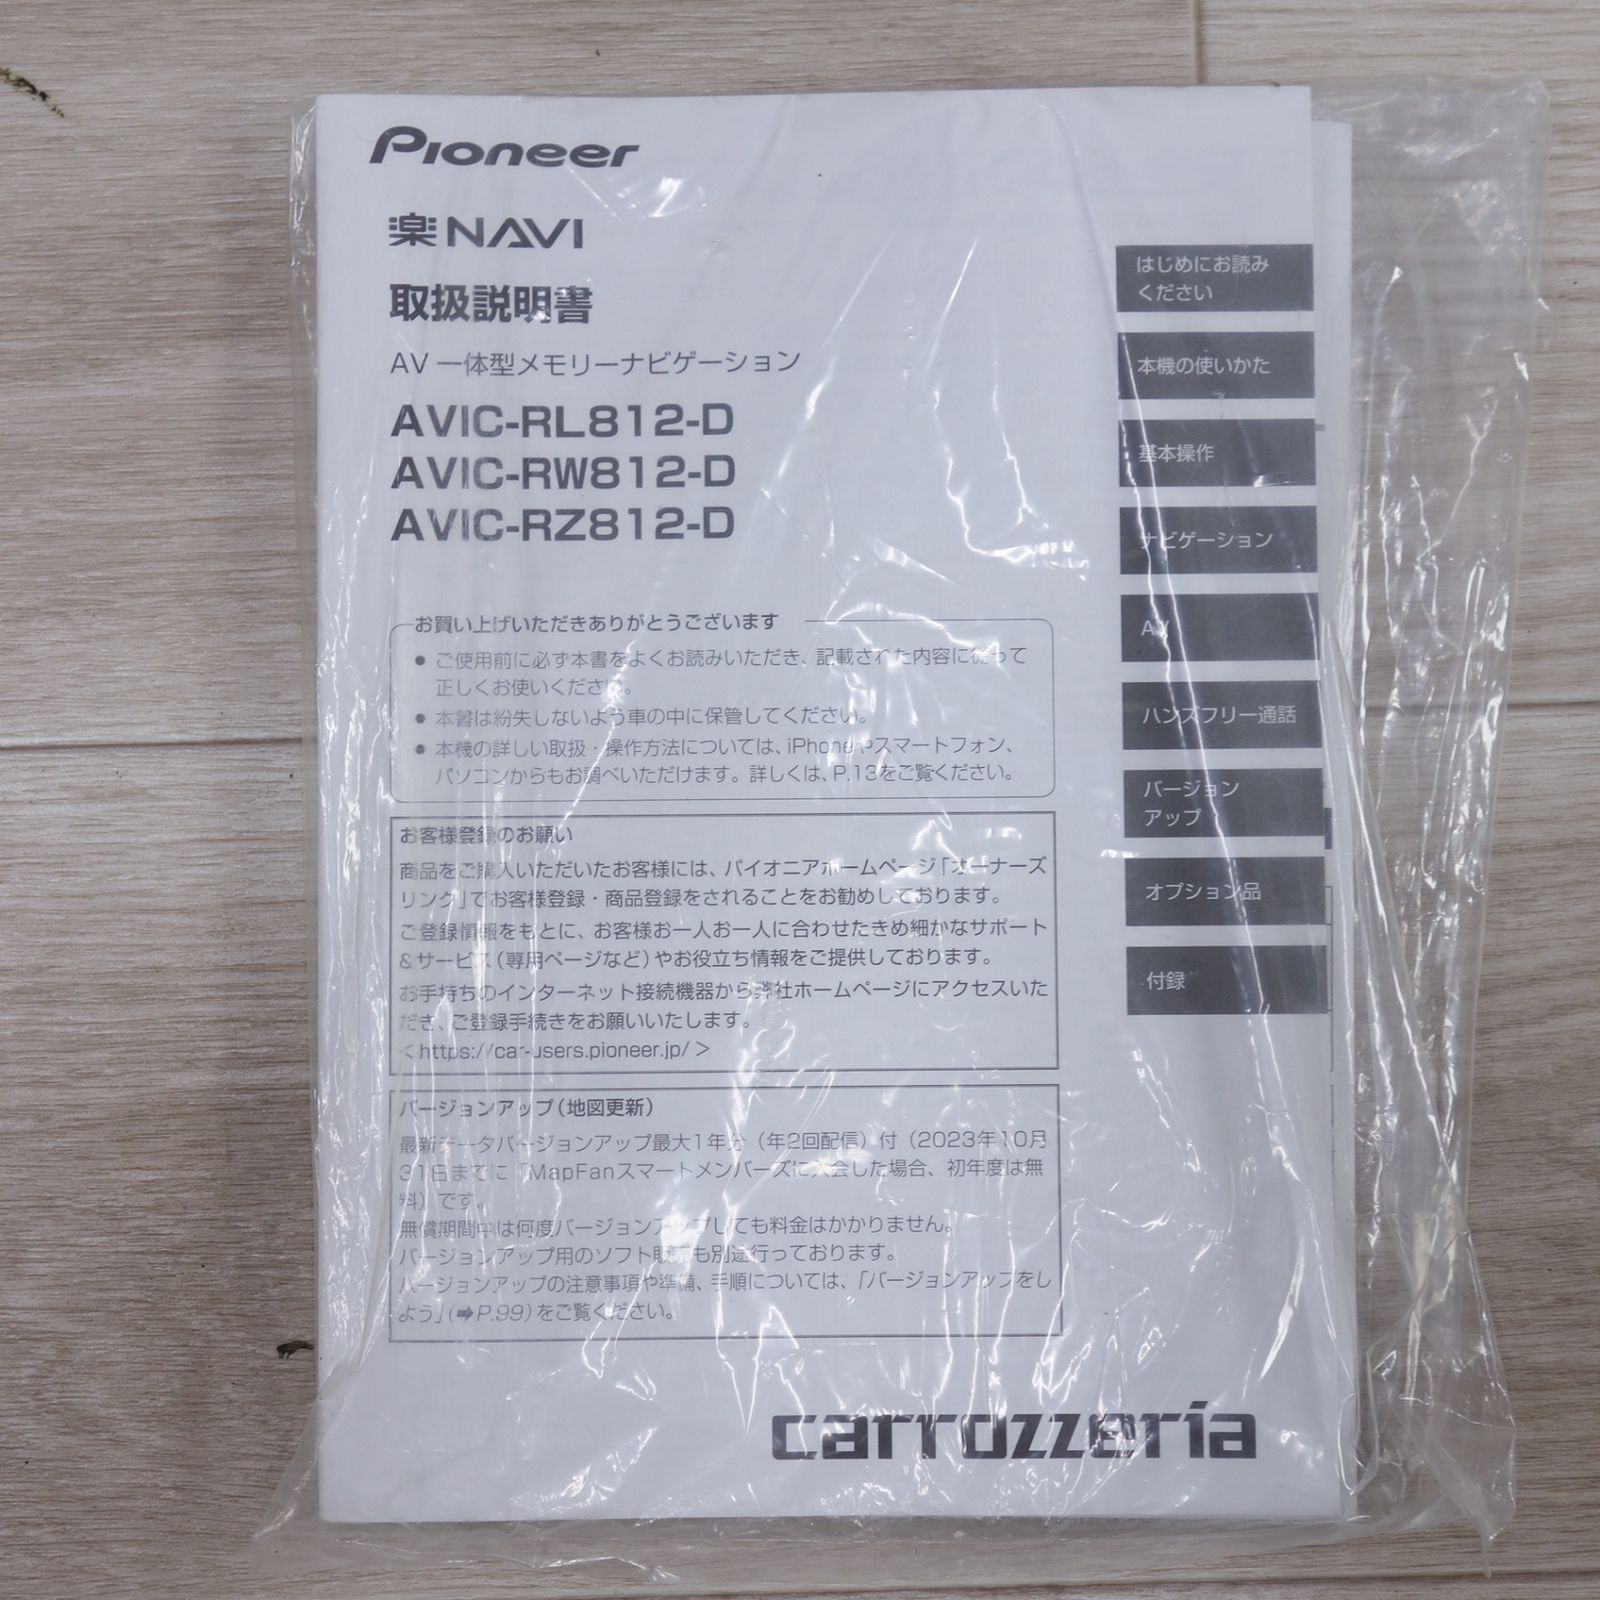 Pioneer
楽NAVI
取扱説明書
AV一体型メモリーナビゲーション
AVIC-RL812-D
AVIC-RW812-D
AVIC-RZ812-D
お買い上げいただきありがとうございます
● ご使用前に必ず本書をよくお読みいただき、記載された内容に従って
正しくお使いください。
● 本書は紛失しないよう車の中に保管してください。
● 本機の詳しい取扱・操作方法については、iPhoneやスマートフォン、
パソコンからもお調べいただけます。詳しくは、P.13をご覧ください。
お客様登録のお願い
商品をご購入いただいたお客様には、パイオニアホームページ「オーナーズ
リンク」でお客様登録・商品登録をされることをお勧めしております。
ご登録情報をもとに、お客様お一人お一人に合わせたきめ細かなサポート
&サービス（専用ページなど）やお役立ち情報をご提供しております。
お手持ちのインターネット接続機器から弊社ホームページにアクセスいた
だき、ご登録手続きをお願いいたします。
＜https://car-users.pioneer.jp/＞
バージョンアップ（地図更新）
最新データバージョンアップ最大1年分（年2回配信）付（2023年10月
31日までに「MapFanスマートメンバーズに入会した場合、初年度は無
料）です。
無償期間中は何度バージョンアップしても料金はかかりません。
バージョンアップ用のソフト販売も別途行っております。
バージョンアップの注意事項や準備、手順については、「バージョンアップをし
よう」（➡P.99）をご覧ください。
はじめにお読み
ください
本機の使いかた
基本操作
ナビゲーション
AV
ハンズフリー通話
バージョン
アップ
オプション品
付録
carrozzeria